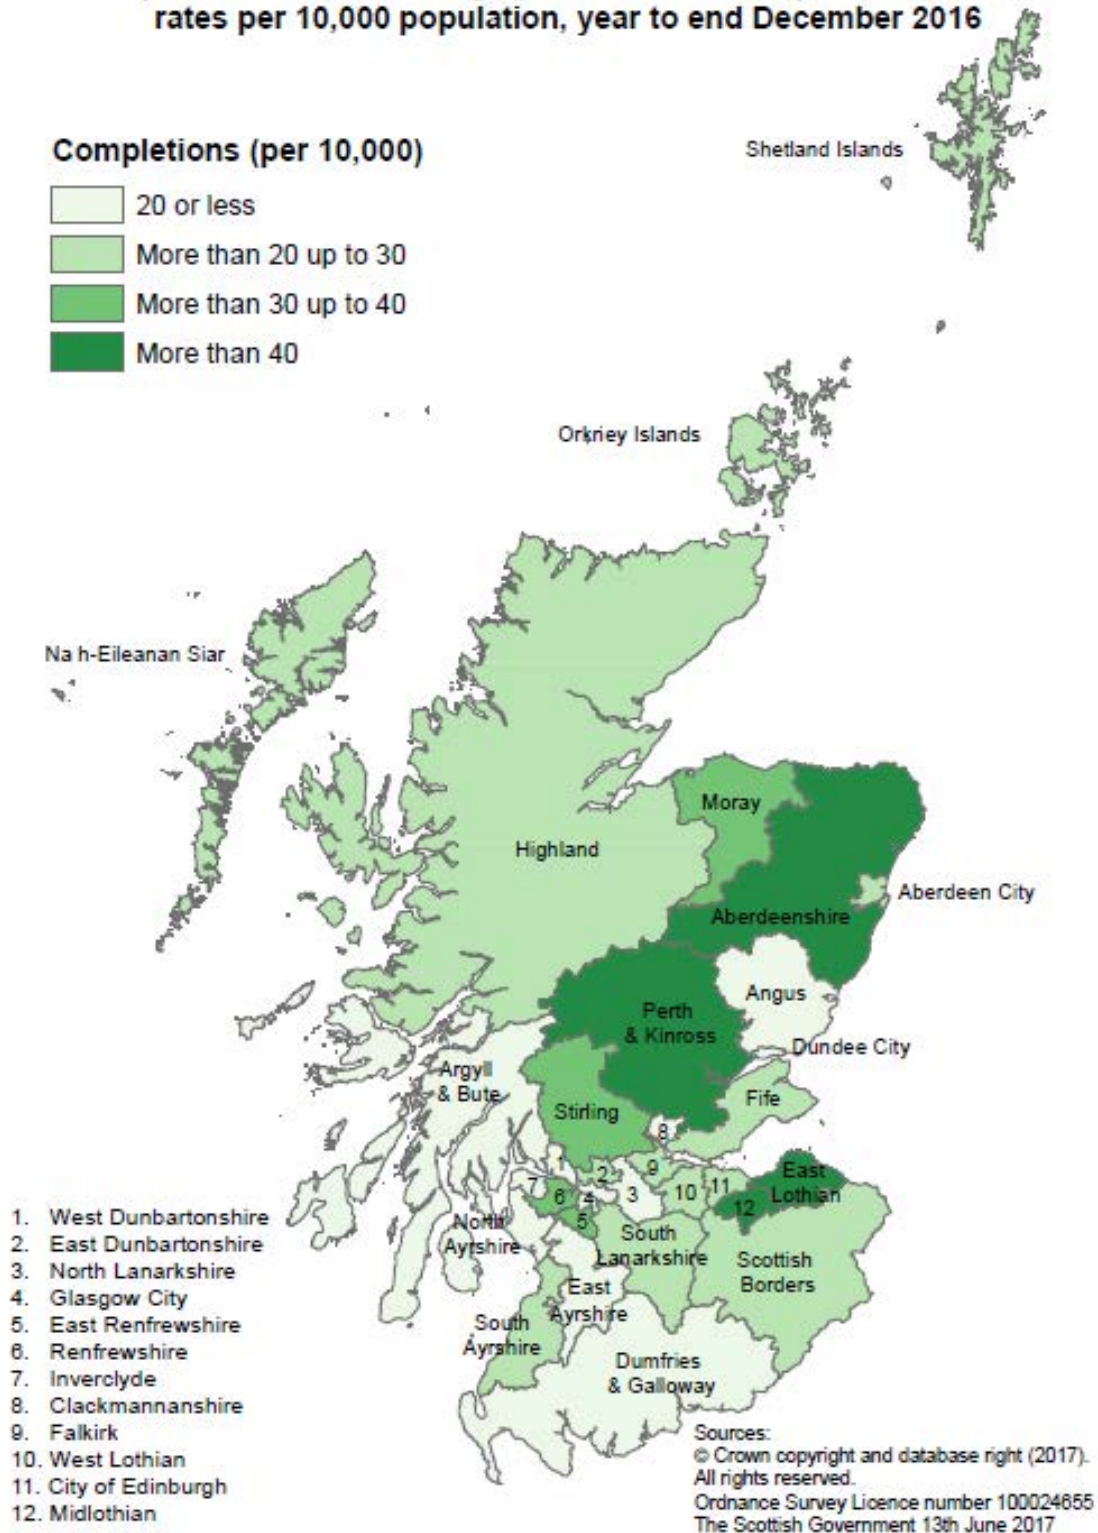 rates per 10,000 population, year to end December 2016
Completions (per 10,000)
20 or less
More than 20 up to 30
More than 30 up to 40
More than 40
Shetland Islands
Orkney Islands
Na h-Eileanan Siar
Moray
Highland
Aberdeen City
Aberdeenshire
Angus
Perth
& Kinross
Dundee City
Argyll
& Bute
Stirling
Fife
8
1
2
9
7
6
4
3
10
11
East
Lothian
12
5
North
Ayrshire
South
Lanarkshire
Scottish
Borders
East
Ayrshire
South
Ayrshire
Dumfries
& Galloway
1. West Dunbartonshire
2. East Dunbartonshire
3. North Lanarkshire
4. Glasgow City
5. East Renfrewshire
6. Renfrewshire
7. Inverclyde
8. Clackmannanshire
9. Falkirk
10. West Lothian
11. City of Edinburgh
12. Midlothian
Sources:
© Crown copyright and database right (2017).
All rights reserved.
Ordnance Survey Licence number 100024655
The Scottish Government 13th June 2017